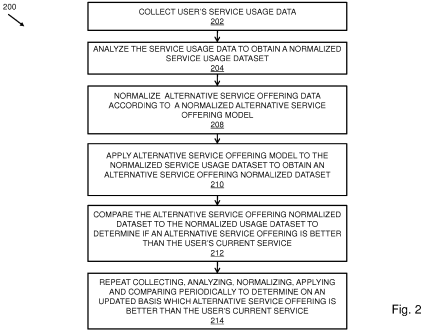 200
COLLECT USER'S SERVICE USAGE DATA
202
ANALYZE THE SERVICE USAGE DATA TO OBTAIN A NORMALIZED
SERVICE USAGE DATASET
204
NORMALIZE ALTERNATIVE SERVICE OFFERING DATA
ACCORDING TO A NORMALIZED ALTERNATIVE SERVICE
OFFERING MODEL
208
APPLY ALTERNATIVE SERVICE OFFERING MODEL TO THE
NORMALIZED SERVICE USAGE DATASET TO OBTAIN AN
ALTERNATIVE SERVICE OFFERING NORMALIZED DATASET
210
COMPARE THE ALTERNATIVE SERVICE OFFERING NORMALIZED
DATASET TO THE NORMALIZED USAGE DATASET TO
DETERMINE IF AN ALTERNATIVE SERVICE OFFERING IS BETTER
THAN THE USER'S CURRENT SERVICE
212
REPEAT COLLECTING, ANALYZING, NORMALIZING, APPLYING
AND COMPARING PERIODICALLY TO DETERMINE ON AN
UPDATED BASIS WHICH ALTERNATIVE SERVICE OFFERING IS
BETTER THAN THE USER'S CURRENT SERVICE
214
Fig. 2